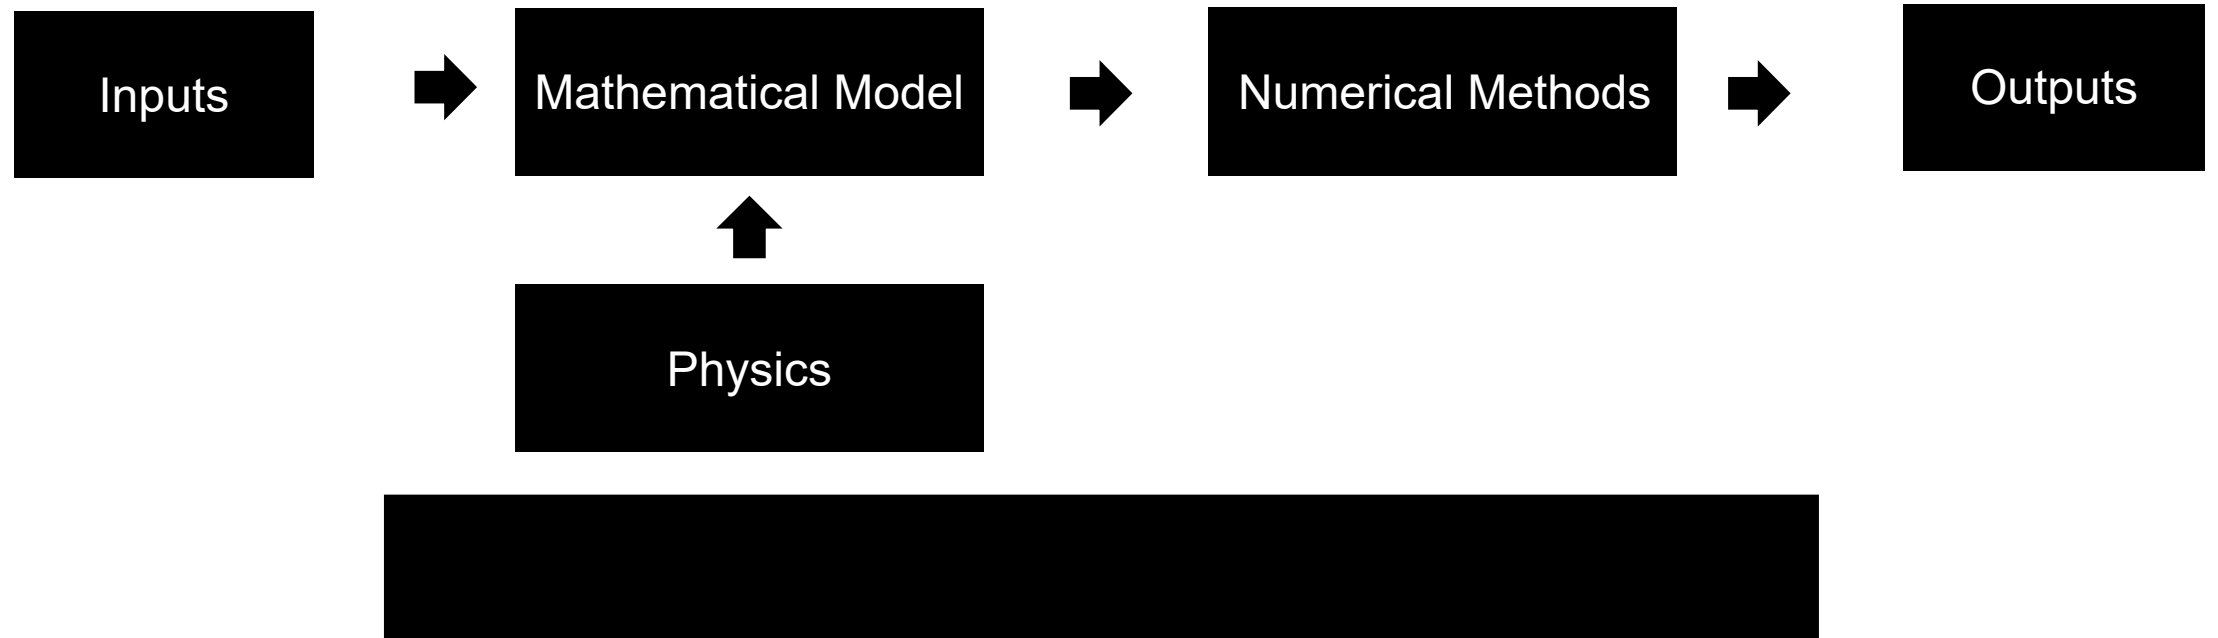 Inputs
Mathematical Model
Numerical Methods
Outputs
Physics